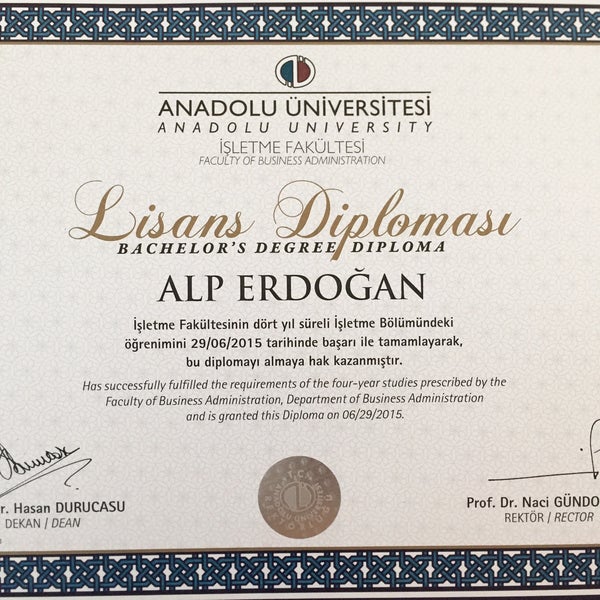 ANADOLU ÜNİVERSİTESİ
ANADOLU UNIVERSITY
İŞLETME FAKÜLTESİ
FACULTY OF BUSINESS ADMINISTRATION
Lisans Diploması
BACHELOR'S DEGREE DIPLOMA
ALP ERDOĞAN
İşletme Fakültesinin dört yıl süreli İşletme Bölümündeki
öğrenimini 29/06/2015 tarihinde başarı ile tamamlayarak,
bu diplomayı almaya hak kazanmıştır.
Has successfully fulfilled the requirements of the four-year studies prescribed by the
Faculty of Business Administration, Department of Business Administration
and is granted this Diploma on 06/29/2015.
r. Hasan DURUCASU
DEKAN / DEAN
Prof. Dr. Naci GÜNDO
REKTÖR / RECTOR